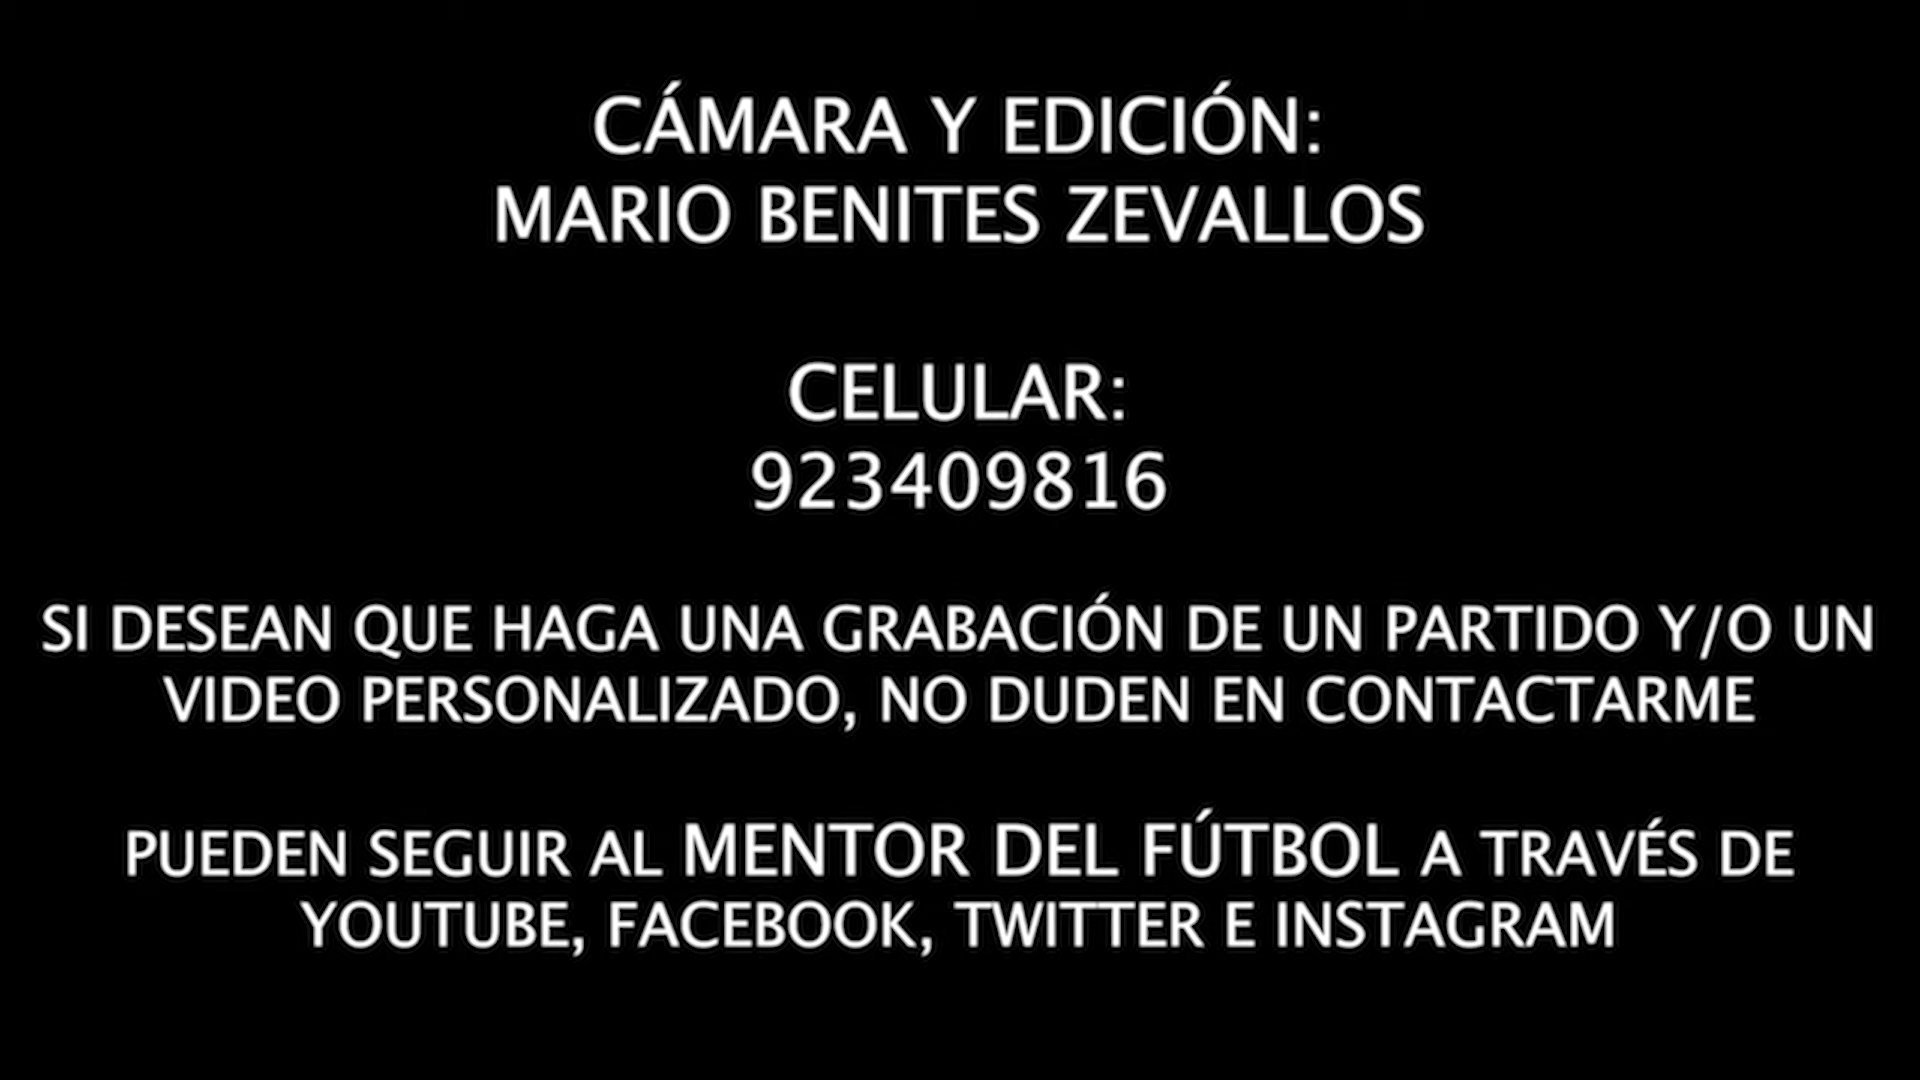 CÁMARA Y EDICIÓN:
MARIO BENITES ZEVALLOS
CELULAR:
923409816
SI DESEAN QUE HAGA UNA GRABACIÓN DE UN PARTIDO Y/O UN
VIDEO PERSONALIZADO, NO DUDEN EN CONTACTARME
PUEDEN SEGUIR AL MENTOR DEL FÚTBOL A TRAVÉS DE
YOUTUBE, FACEBOOK, TWITTER E INSTAGRAM